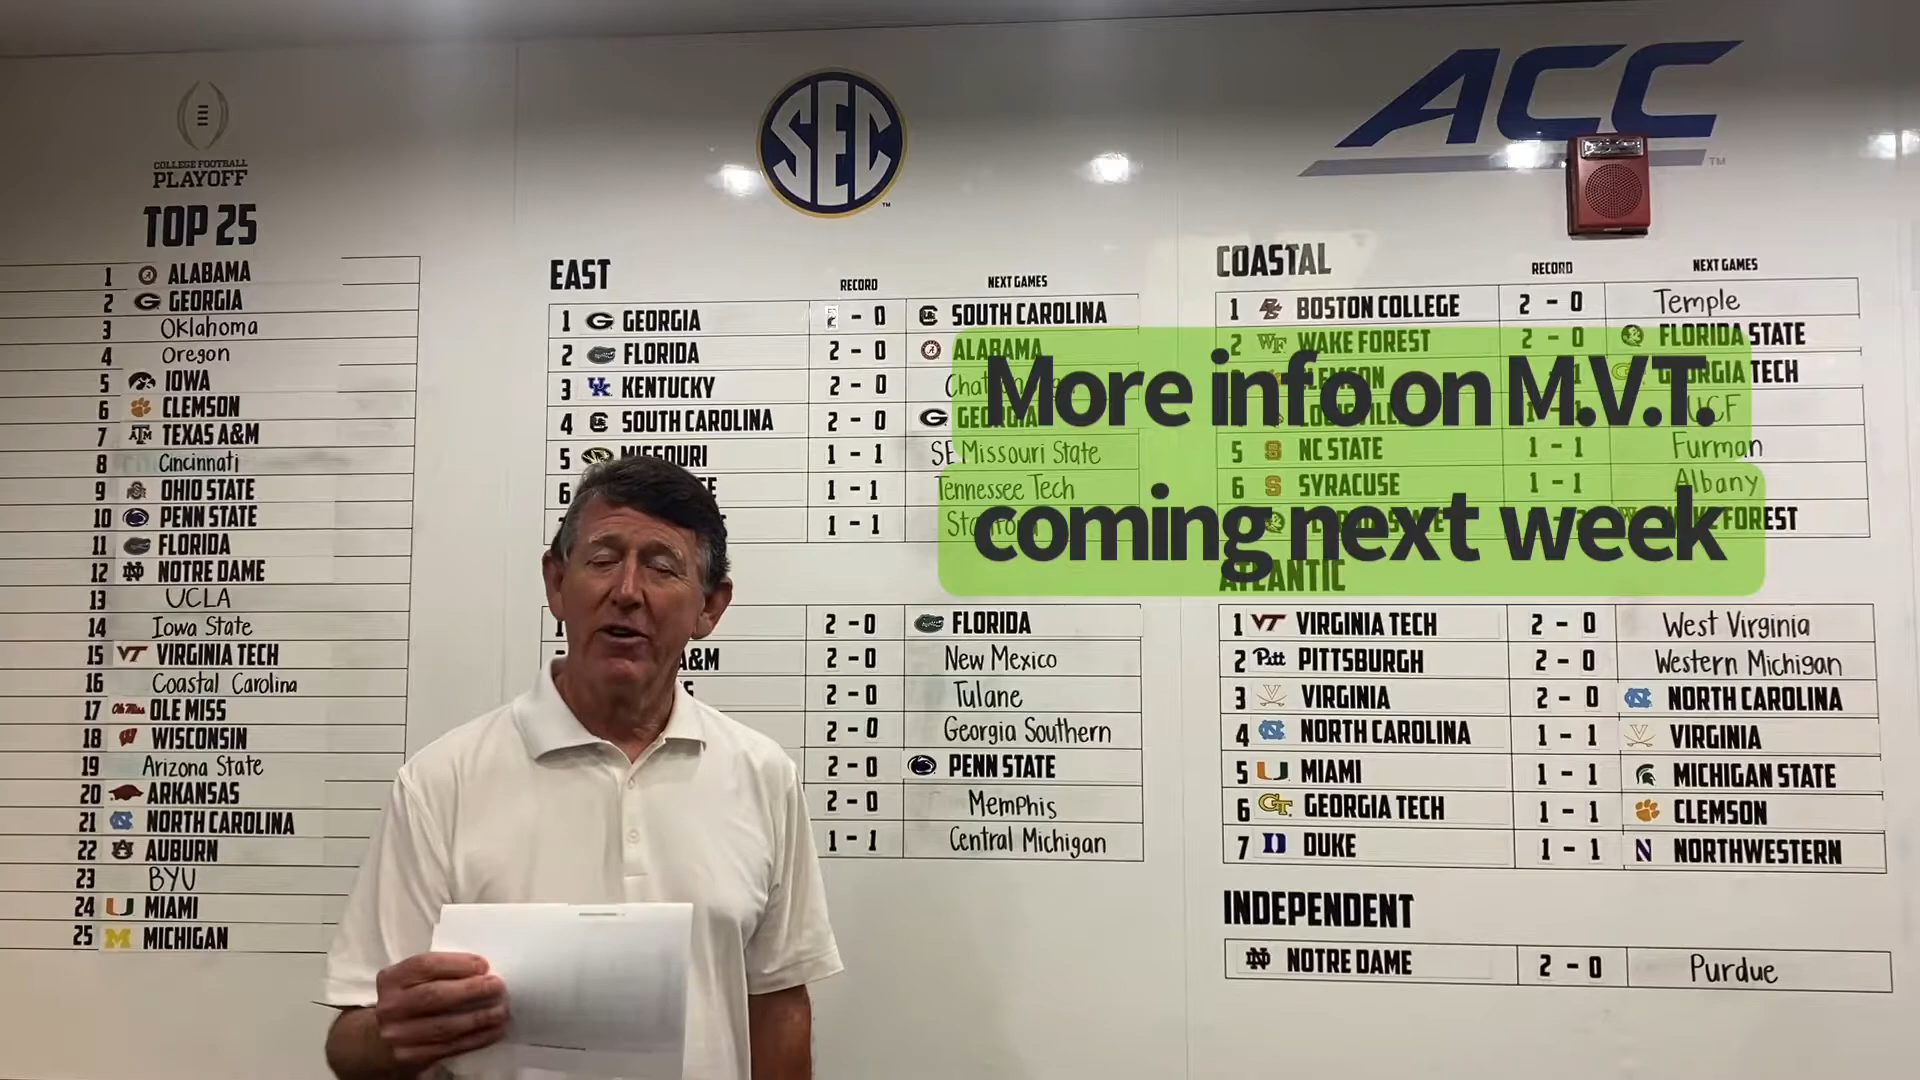 COLLEGE FOOTBALL
PLAYOFF
TOP 25
1 ALABAMA
2 GEORGIA
3 Oklahoma
4 Oregon
5 IOWA
6 CLEMSON
7 TEXAS A&M
8 Cincinnati
9 OHIO STATE
10 PENN STATE
11 FLORIDA
12 NOTRE DAME
13 UCLA
14 Iowa State
15 VIRGINIA TECH
16 Coastal Carolina
17 OLE MISS
18 WISCONSIN
19 Arizona State
20 ARKANSAS
21 NORTH CAROLINA
22 AUBURN
23 BYU
24 MIAMI
25 MICHIGAN
SEC
EAST RECORD NEXT GAMES
1 GEORGIA - 0 SOUTH CAROLINA
2 FLORIDA 2 - 0 ALABAMA
3 KENTUCKY 2 - 0
4 SOUTH CAROLINA 2 - 0 GEORGIA
5 MISSOURI 1 - 1 SE Missouri State
6 1 - 1 Tennessee Tech
1 - 1
2 - 0 FLORIDA
A&M 2 - 0 New Mexico
2 - 0 Tulane
2 - 0 Georgia Southern
2 - 0 PENN STATE
2 - 0 Memphis
1 - 1 Central Michigan
ACC
COASTAL RECORD NEXT GAMES
1 BOSTON COLLEGE 2 - 0 Temple
2 WAKE FOREST 2 - 0 FLORIDA STATE
GEORGIA TECH
UCF
5 NC STATE 1 - 1 Furman
6 SYRACUSE 1 - 1 Albany
WAKE FOREST
More info on M.V.T.
coming next week
ATLANTIC
1 VIRGINIA TECH 2 - 0 West Virginia
2 Pitt PITTSBURGH 2 - 0 Western Michigan
3 VIRGINIA 2 - 0 NORTH CAROLINA
4 NORTH CAROLINA 1 - 1 VIRGINIA
5 MIAMI 1 - 1 MICHIGAN STATE
6 GEORGIA TECH 1 - 1 CLEMSON
7 DUKE 1 - 1 NORTHWESTERN
INDEPENDENT
NOTRE DAME 2 - 0 Purdue